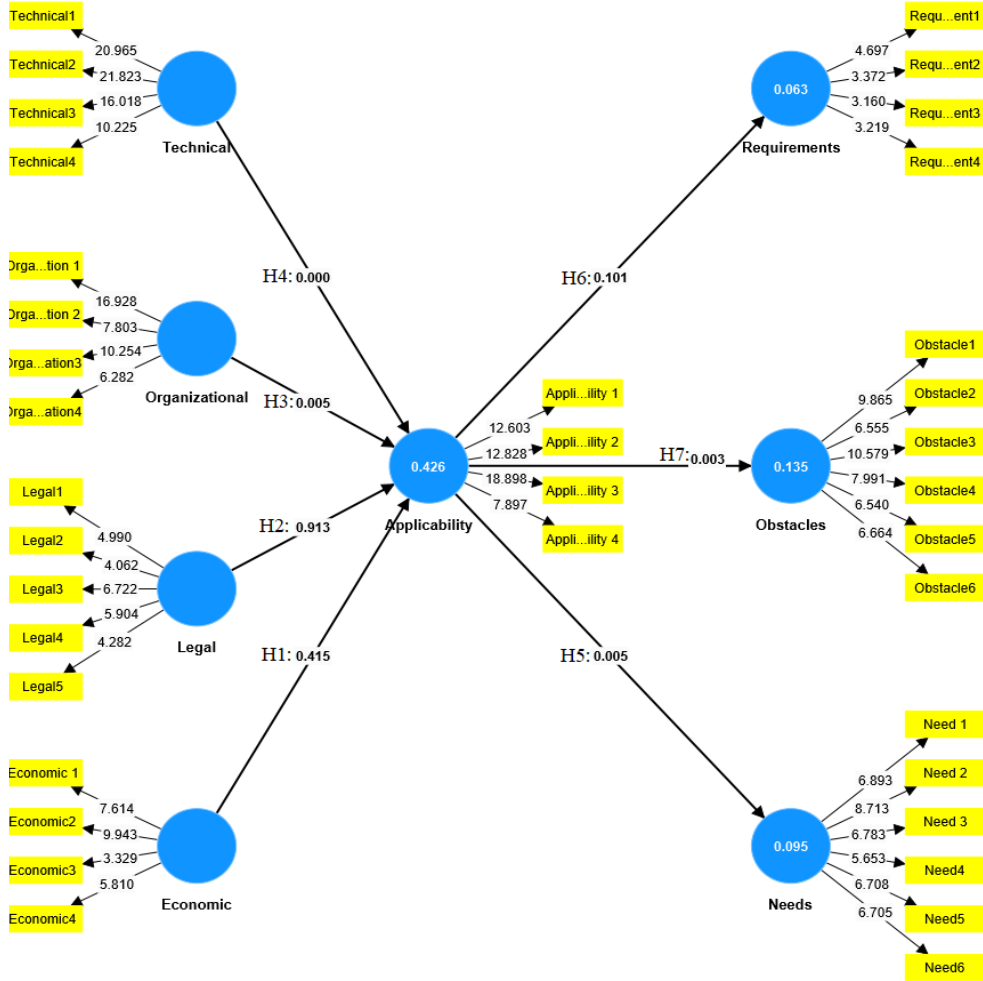 Technical1
Technical2
Technical3
Technical4
20.965
21.823
16.018
10.225
Technical
Orga...tion 1
Orga...tion 2
Orga...ation3
Orga...ation4
16.928
7.803
10.254
6.282
Organizational
Legal1
Legal2
Legal3
Legal4
Legal5
4.990
4.062
6.722
5.904
4.282
Legal
Economic 1
Economic2
Economic3
Economic4
7.614
9.943
3.329
5.810
Economic
H4: 0.000
H3: 0.005
H2: 0.913
H1: 0.415
0.426
Applicability
12.603
12.828
18.898
7.897
Appli...ility 1
Appli...ility 2
Appli...ility 3
Appli...ility 4
H6: 0.101
H7: 0.003
H5: 0.005
0.063
Requirements
4.697
3.372
3.160
3.219
Requ...ent1
Requ...ent2
Requ...ent3
Requ...ent4
0.135
Obstacles
9.865
6.555
10.579
7.991
6.540
6.664
Obstacle1
Obstacle2
Obstacle3
Obstacle4
Obstacle5
Obstacle6
0.095
Needs
6.893
8.713
6.783
5.653
6.708
6.705
Need 1
Need 2
Need 3
Need4
Need5
Need6